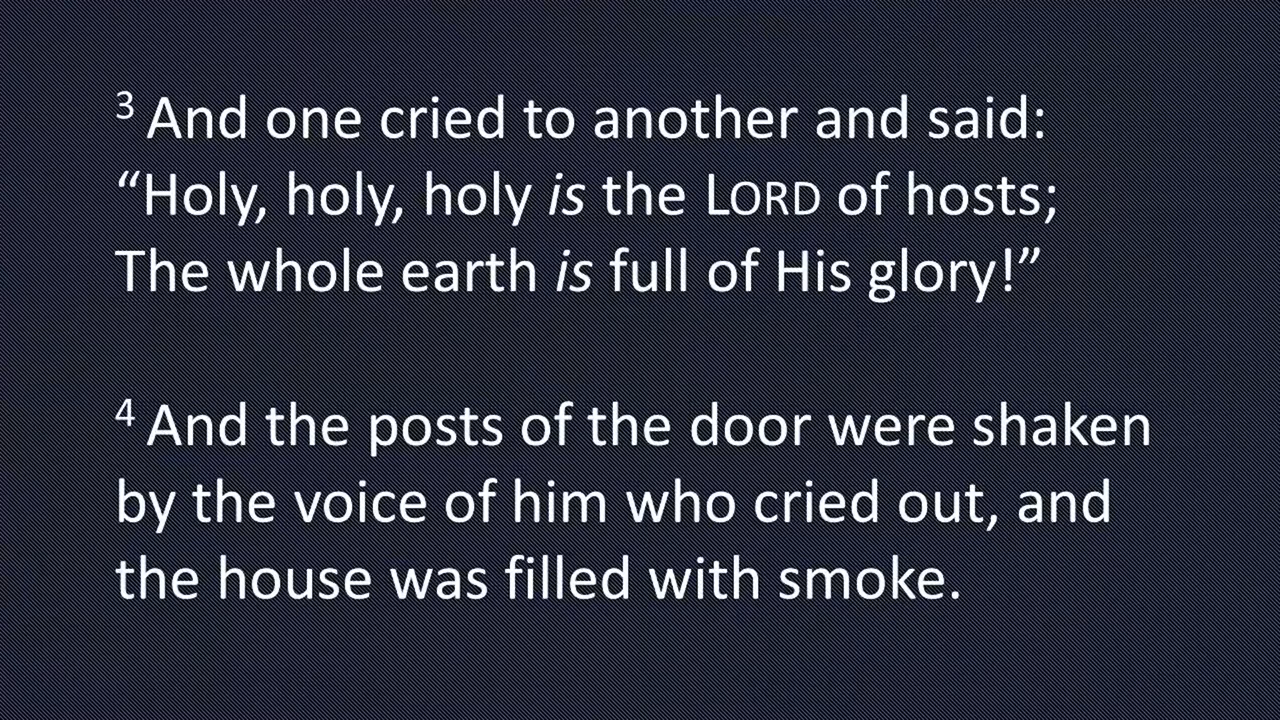 3 And one cried to another and said:
“Holy, holy, holy is the LORD of hosts;
The whole earth is full of His glory!”
4 And the posts of the door were shaken
by the voice of him who cried out, and
the house was filled with smoke.